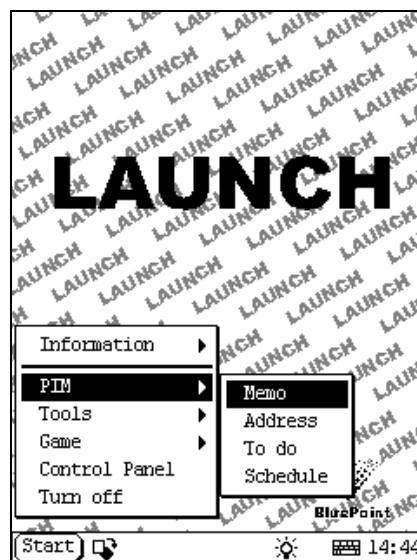 LAUNCH
Information
PIM
Memo
Tools
Address
Game
To do
Control Panel
Schedule
Turn off
BluePoint
Start
14:44